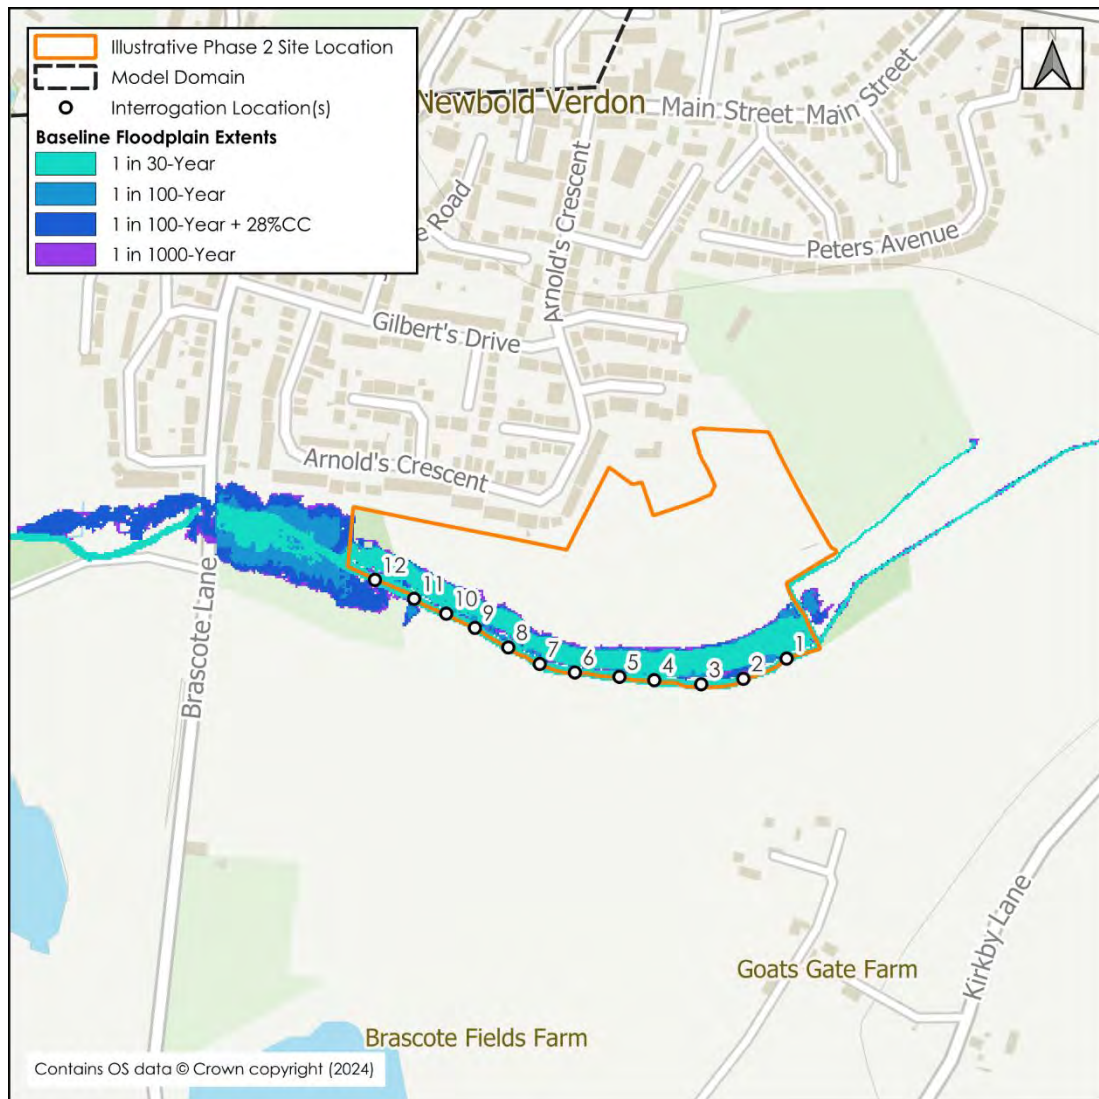 Illustrative Phase 2 Site Location
Model Domain
Interrogation Location(s)
Baseline Floodplain Extents
1 in 30-Year
1 in 100-Year
1 in 100-Year + 28%CC
1 in 1000-Year
N
Newbold Verdon
Main Street
Main Street
Road
Arnold's Crescent
Peters Avenue
Gilbert's Drive
Arnold's Crescent
Brascote Lane
12
11
10
9
8
7
6
5
4
3
2
1
Goats Gate Farm
Kirkby Lane
Brascote Fields Farm
Contains OS data © Crown copyright (2024)